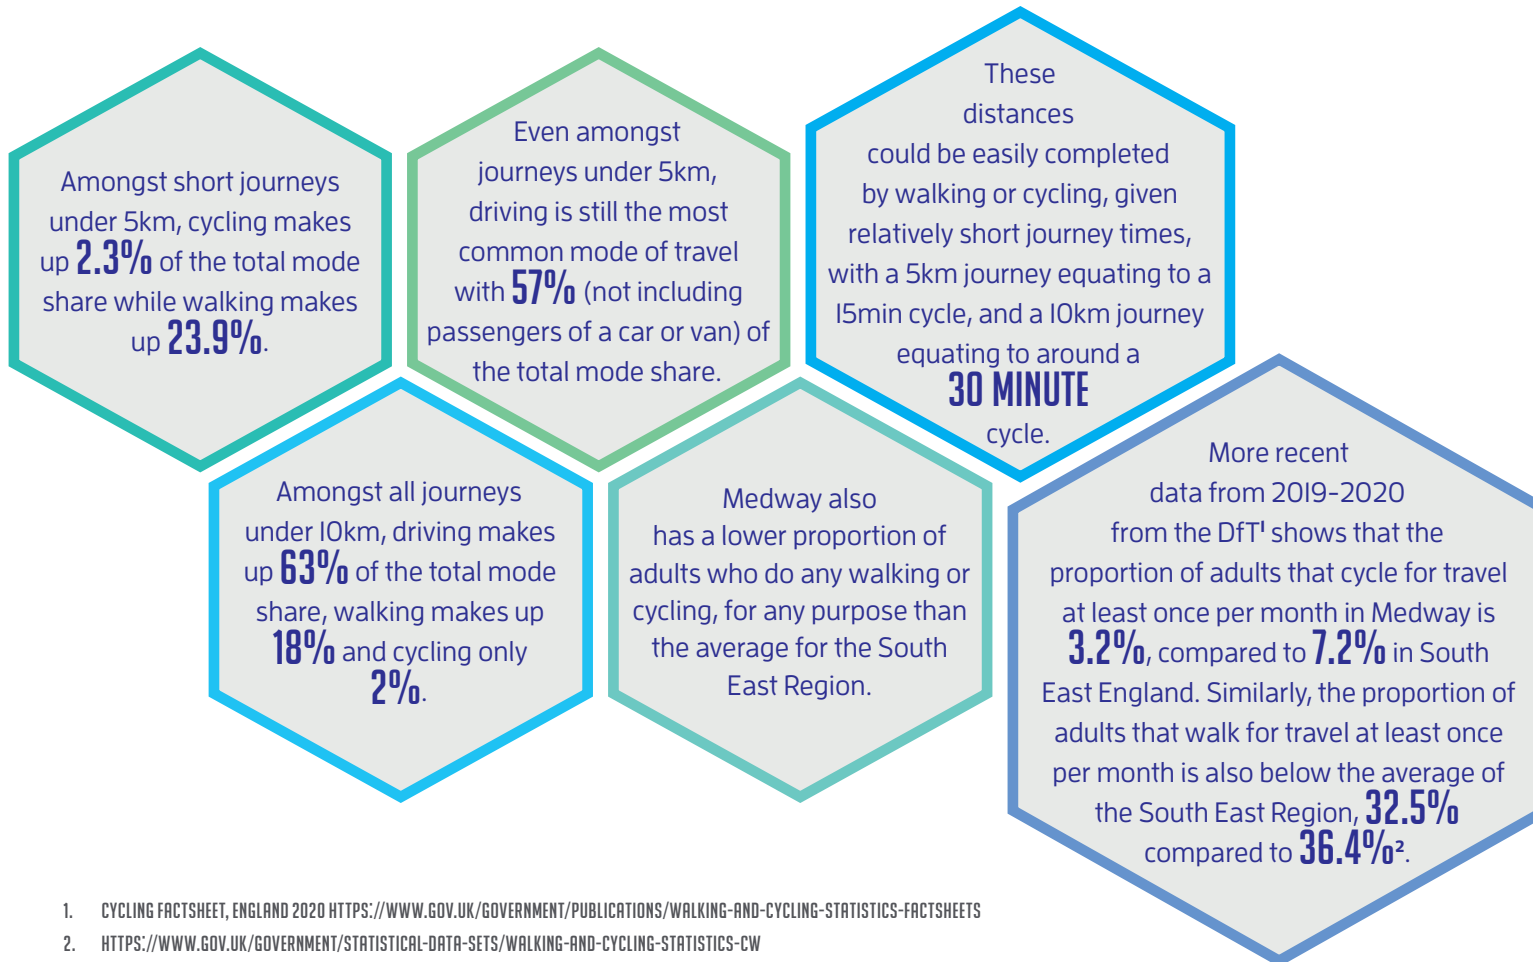 Amongst short journeys
under 5km, cycling makes
up 2.3% of the total mode
share while walking makes
up 23.9%.
Even amongst
journeys under 5km,
driving is still the most
common mode of travel
with 57% (not including
passengers of a car or van) of
the total mode share.
These
distances
could be easily completed
by walking or cycling, given
relatively short journey times,
with a 5km journey equating to a
15min cycle, and a 10km journey
equating to around a
30 MINUTE
cycle.
Amongst all journeys
under 10km, driving makes
up 63% of the total mode
share, walking makes up
18% and cycling only
2%.
Medway also
has a lower proportion of
adults who do any walking or
cycling, for any purpose than
the average for the South
East Region.
More recent
data from 2019-2020
from the DfT¹ shows that the
proportion of adults that cycle for travel
at least once per month in Medway is
3.2%, compared to 7.2% in South
East England. Similarly, the proportion of
adults that walk for travel at least once
per month is also below the average of
the South East Region, 32.5%
compared to 36.4%².
1. CYCLING FACTSHEET, ENGLAND 2020 HTTPS://WWW.GOV.UK/GOVERNMENT/PUBLICATIONS/WALKING-AND-CYCLING-STATISTICS-FACTSHEETS
2. HTTPS://WWW.GOV.UK/GOVERNMENT/STATISTICAL-DATA-SETS/WALKING-AND-CYCLING-STATISTICS-CW